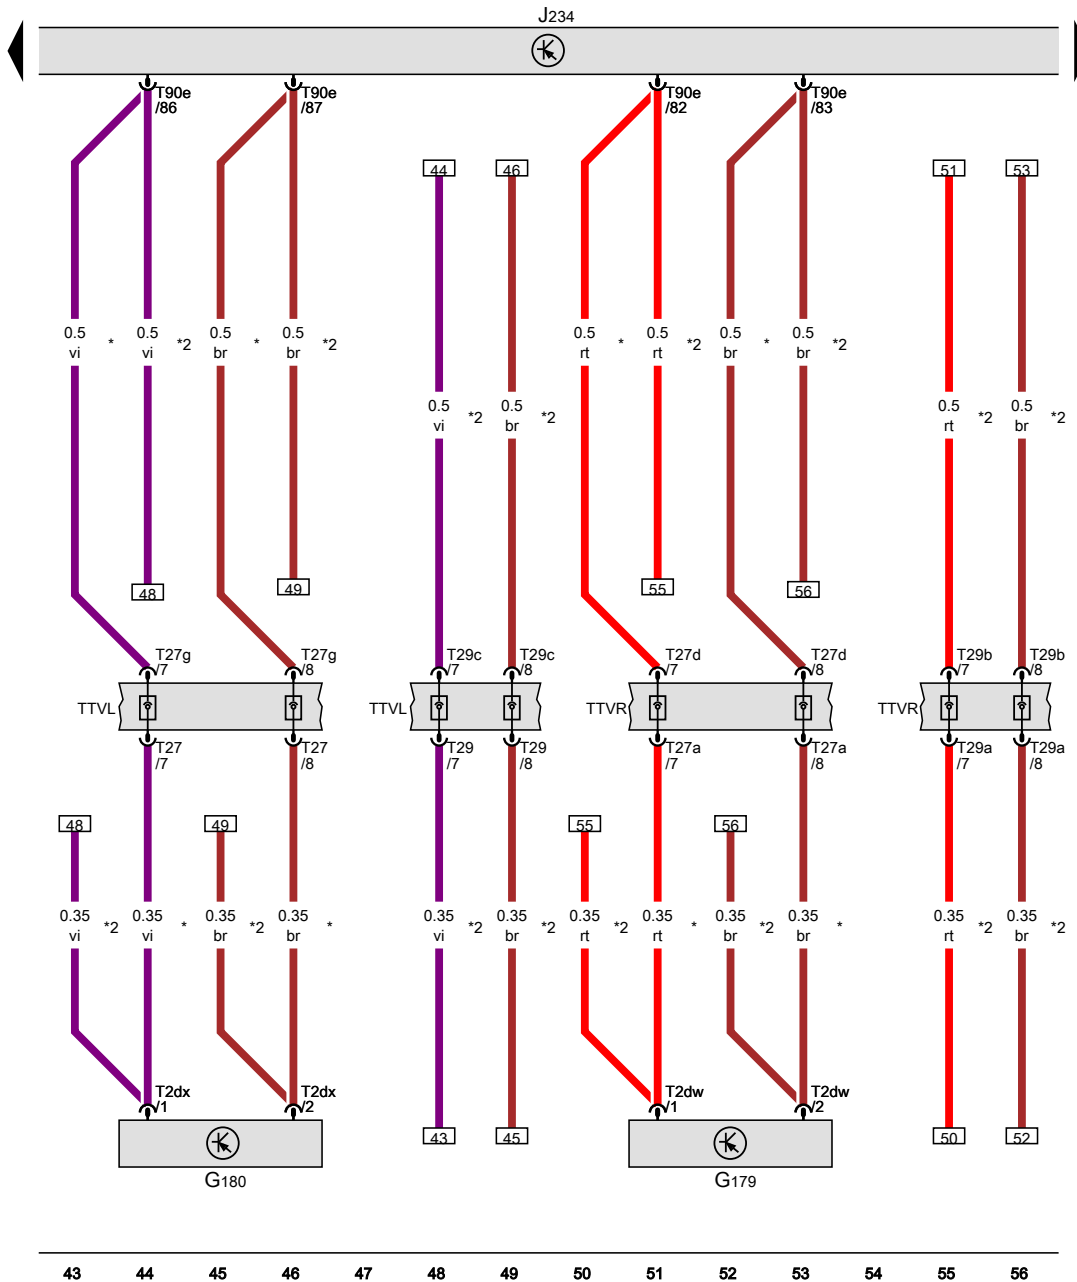 J234
T90e T90e T90e T90e
/86 /87 /82 /83
44 46 51 53
0.5 0.5 0.5 0.5 0.5 0.5 0.5 0.5
vi * vi *2 br * br *2 rt * rt *2 br * br *2
0.5 0.5 0.5 0.5
vi *2 br *2 rt *2 br *2
48 49 55 56
T27g T27g T29c T29c T27d T27d T29b T29b
/7 /8 /7 /8 /7 /8 /7 /8
TTVL TTVL TTVR TTVR
T27 T27 T29 T29 T27a T27a T29a T29a
/7 /8 /7 /8 /7 /8 /7 /8
48 49 55 56
0.35 0.35 0.35 0.35 0.35 0.35 0.35 0.35 0.35 0.35 0.35 0.35
vi *2 vi * br *2 br * vi *2 br *2 rt *2 rt * br *2 br * rt *2 br *2
T2dx T2dx T2dw T2dw
/1 /2 /1 /2
43 45 50 52
G180 G179
43 44 45 46 47 48 49 50 51 52 53 54 55 56